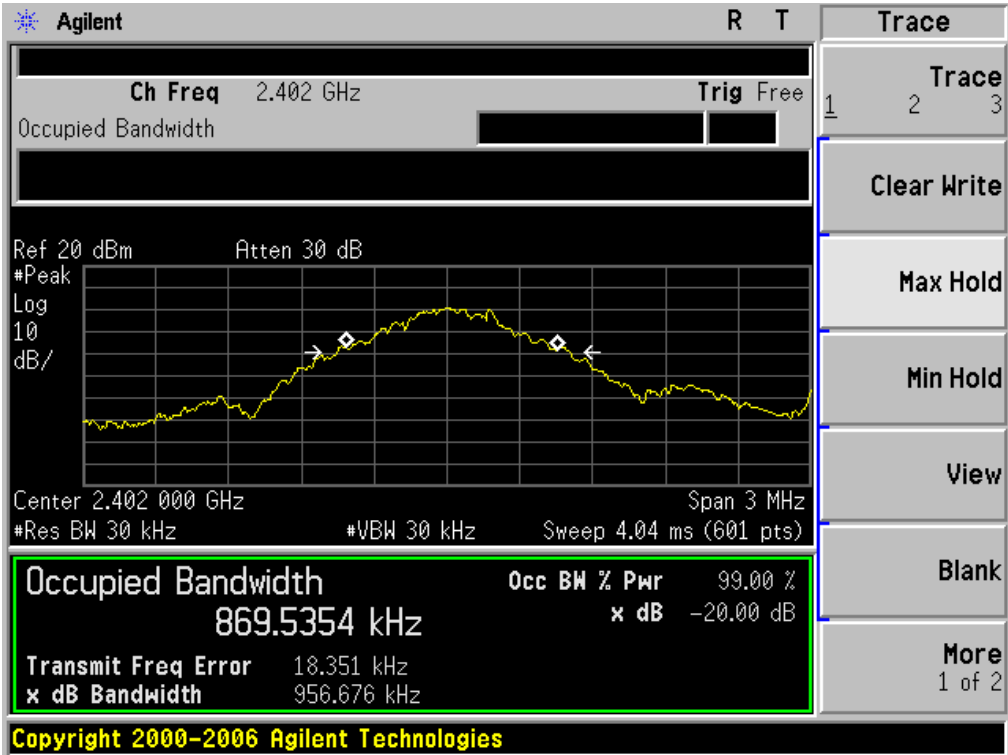 Agilent R T
Ch Freq 2.402 GHz Trig Free
Occupied Bandwidth
Ref 20 dBm Atten 30 dB
#Peak
Log
10
dB/
Center 2.402 000 GHz Span 3 MHz
#Res BW 30 kHz #VBW 30 kHz Sweep 4.04 ms (601 pts)
Occupied Bandwidth
869.5354 kHz
Occ BW % Pwr 99.00 %
x dB -20.00 dB
Transmit Freq Error 18.351 kHz
x dB Bandwidth 956.676 kHz
Copyright 2000-2006 Agilent Technologies
Trace
Trace
1 2 3
Clear Write
Max Hold
Min Hold
View
Blank
More
1 of 2